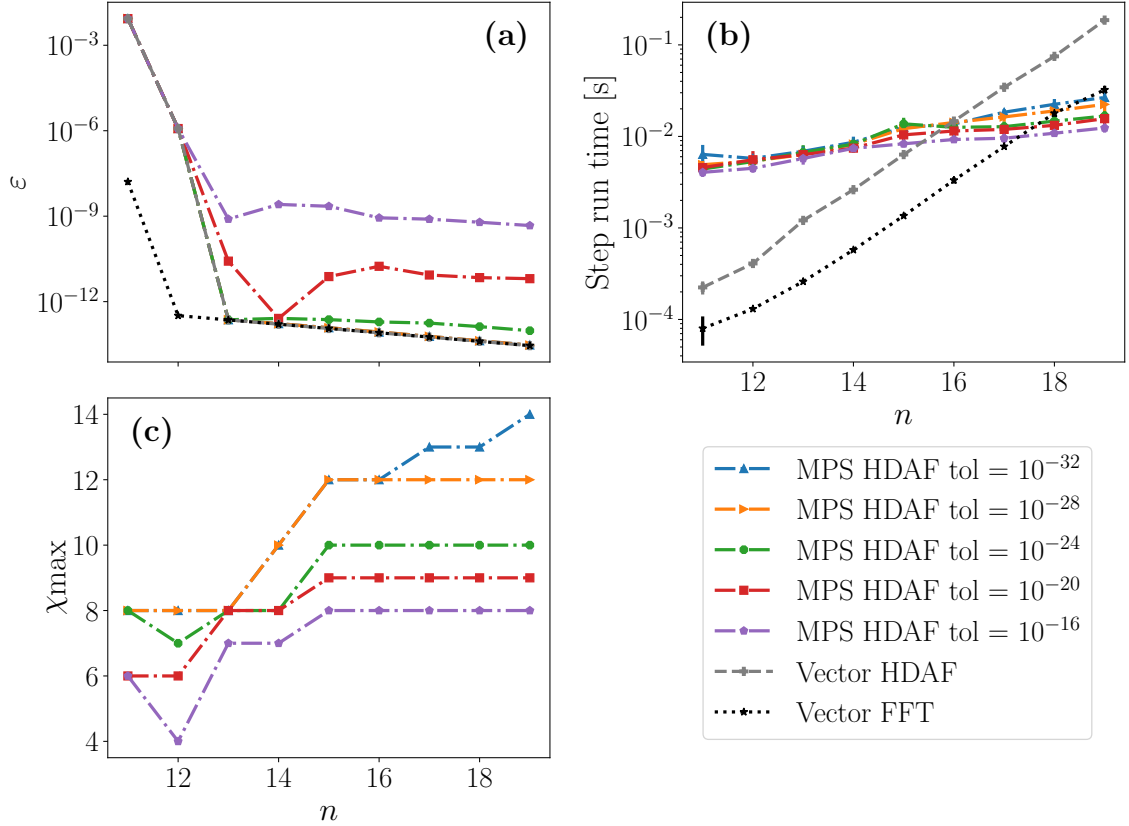 (a)
10^{-3}
10^{-6}
10^{-9}
10^{-12}
ε
(b)
10^{-1}
10^{-2}
10^{-3}
10^{-4}
Step run time [s]
12 14 16 18
n
(c)
14
12
10
8
6
4
χmax
12 14 16 18
n
MPS HDAF tol = 10^{-32}
MPS HDAF tol = 10^{-28}
MPS HDAF tol = 10^{-24}
MPS HDAF tol = 10^{-20}
MPS HDAF tol = 10^{-16}
Vector HDAF
Vector FFT